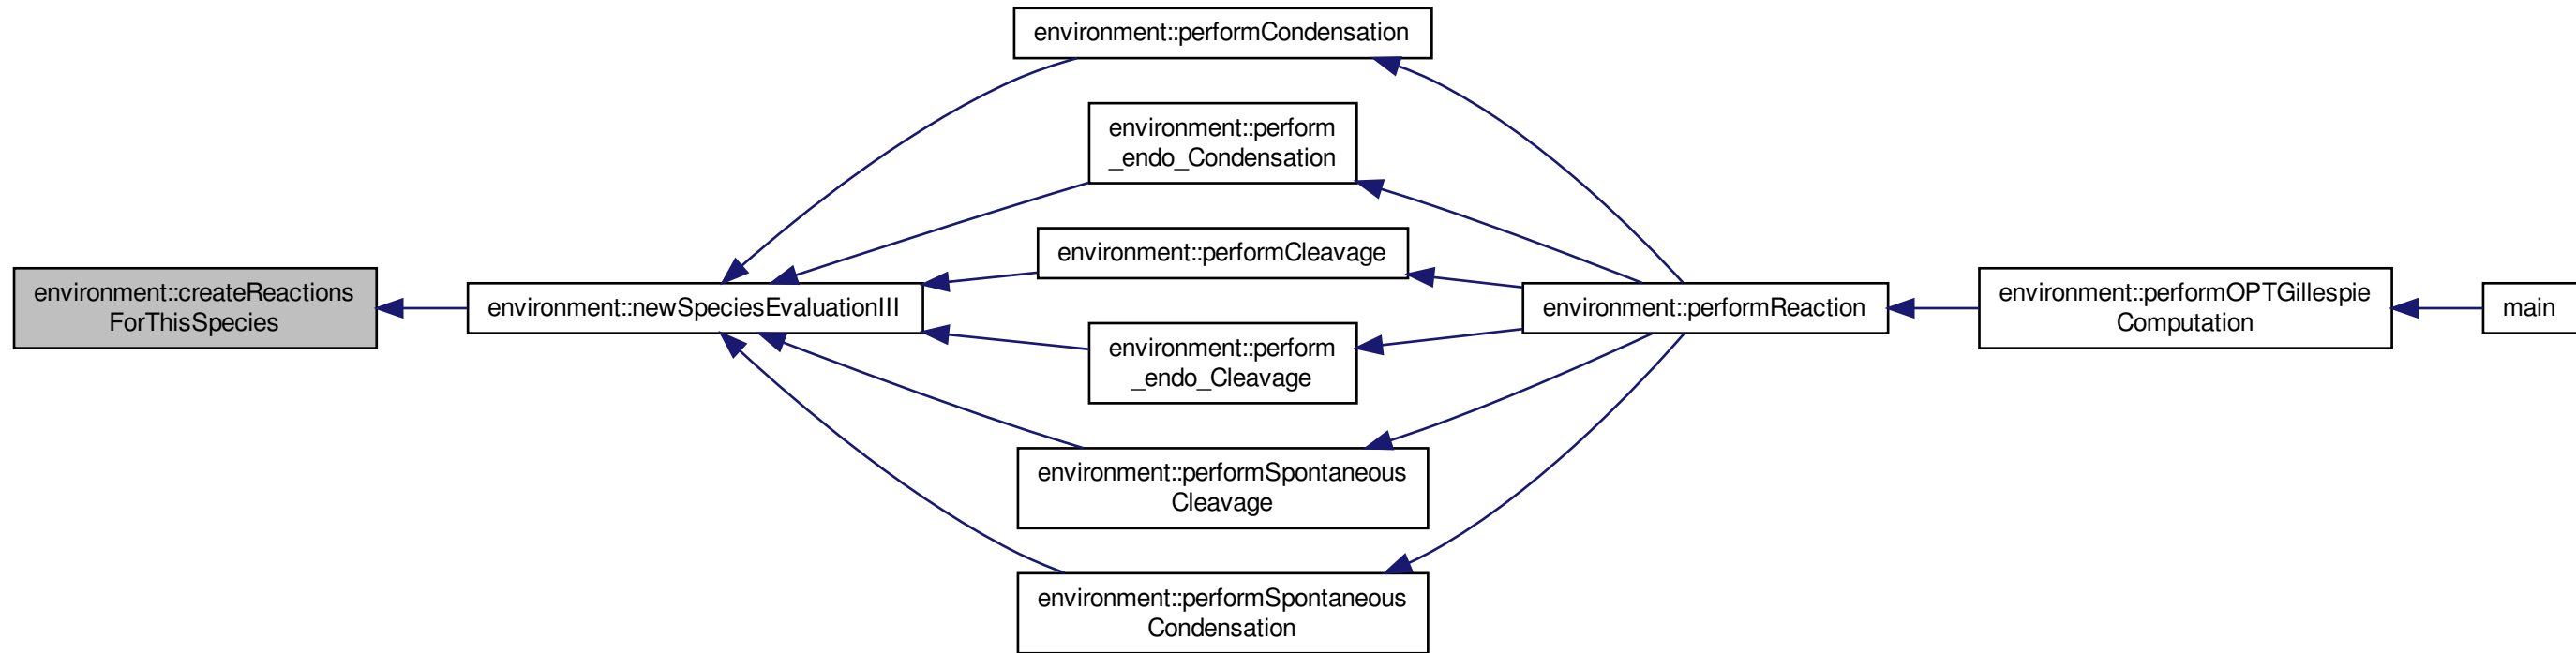 environment::createReactions
ForThisSpecies
environment::newSpeciesEvaluationIII
environment::performCondensation
environment::perform
_endo_Condensation
environment::performCleavage
environment::perform
_endo_Cleavage
environment::performSpontaneous
Cleavage
environment::performSpontaneous
Condensation
environment::performReaction
environment::performOPTGillespie
Computation
main